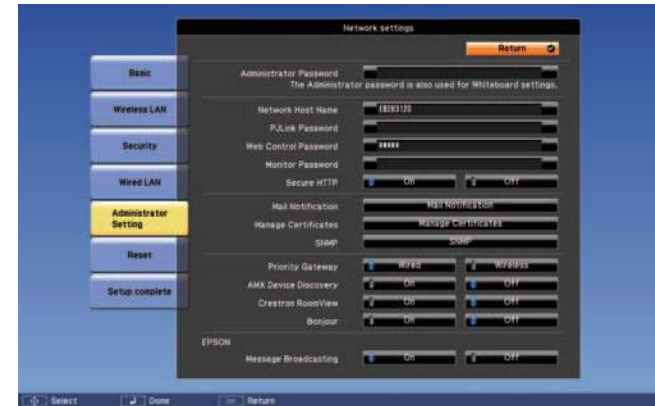 Network settings
Return
Basic
Wireless LAN
Security
Wired LAN
Administrator
Setting
Reset
Setup complete
Administrator Password
The Administrator password is also used for Whiteboard settings.
Network Host Name
PJLink Password
Web Control Password *****
Monitor Password
Secure HTTP On Off
Mail Notification Mail Notification
Manage Certificates Manage Certificates
SNMP SNMP
Priority Gateway Wired Wireless
AMX Device Discovery On Off
Crestron RoomView On Off
Bonjour On Off
EPSON
Message Broadcasting On Off
Select Done Return